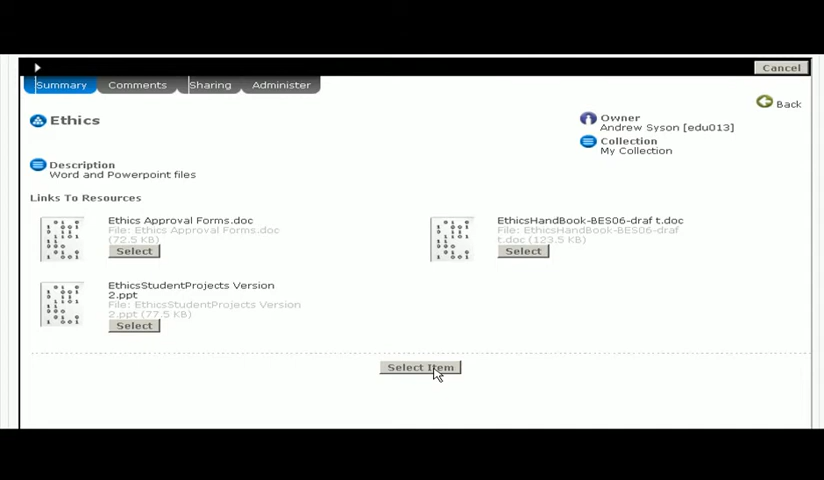 Cancel
Summary
Comments
Sharing
Administer
Back
Ethics
Owner
Andrew Syson [edu013]
Collection
My Collection
Description
Word and Powerpoint files
Links To Resources
Ethics Approval Forms.doc
File: Ethics Approval Forms.doc
(72.5 KB)
Select
EthicsHandBook-BES06-draf t.doc
File: EthicsHandBook-BES06-draf
t.doc (123.5 KB)
Select
EthicsStudentProjects Version
2.ppt
File: EthicsStudentProjects Version
2.ppt (77.5 KB)
Select
Select Item